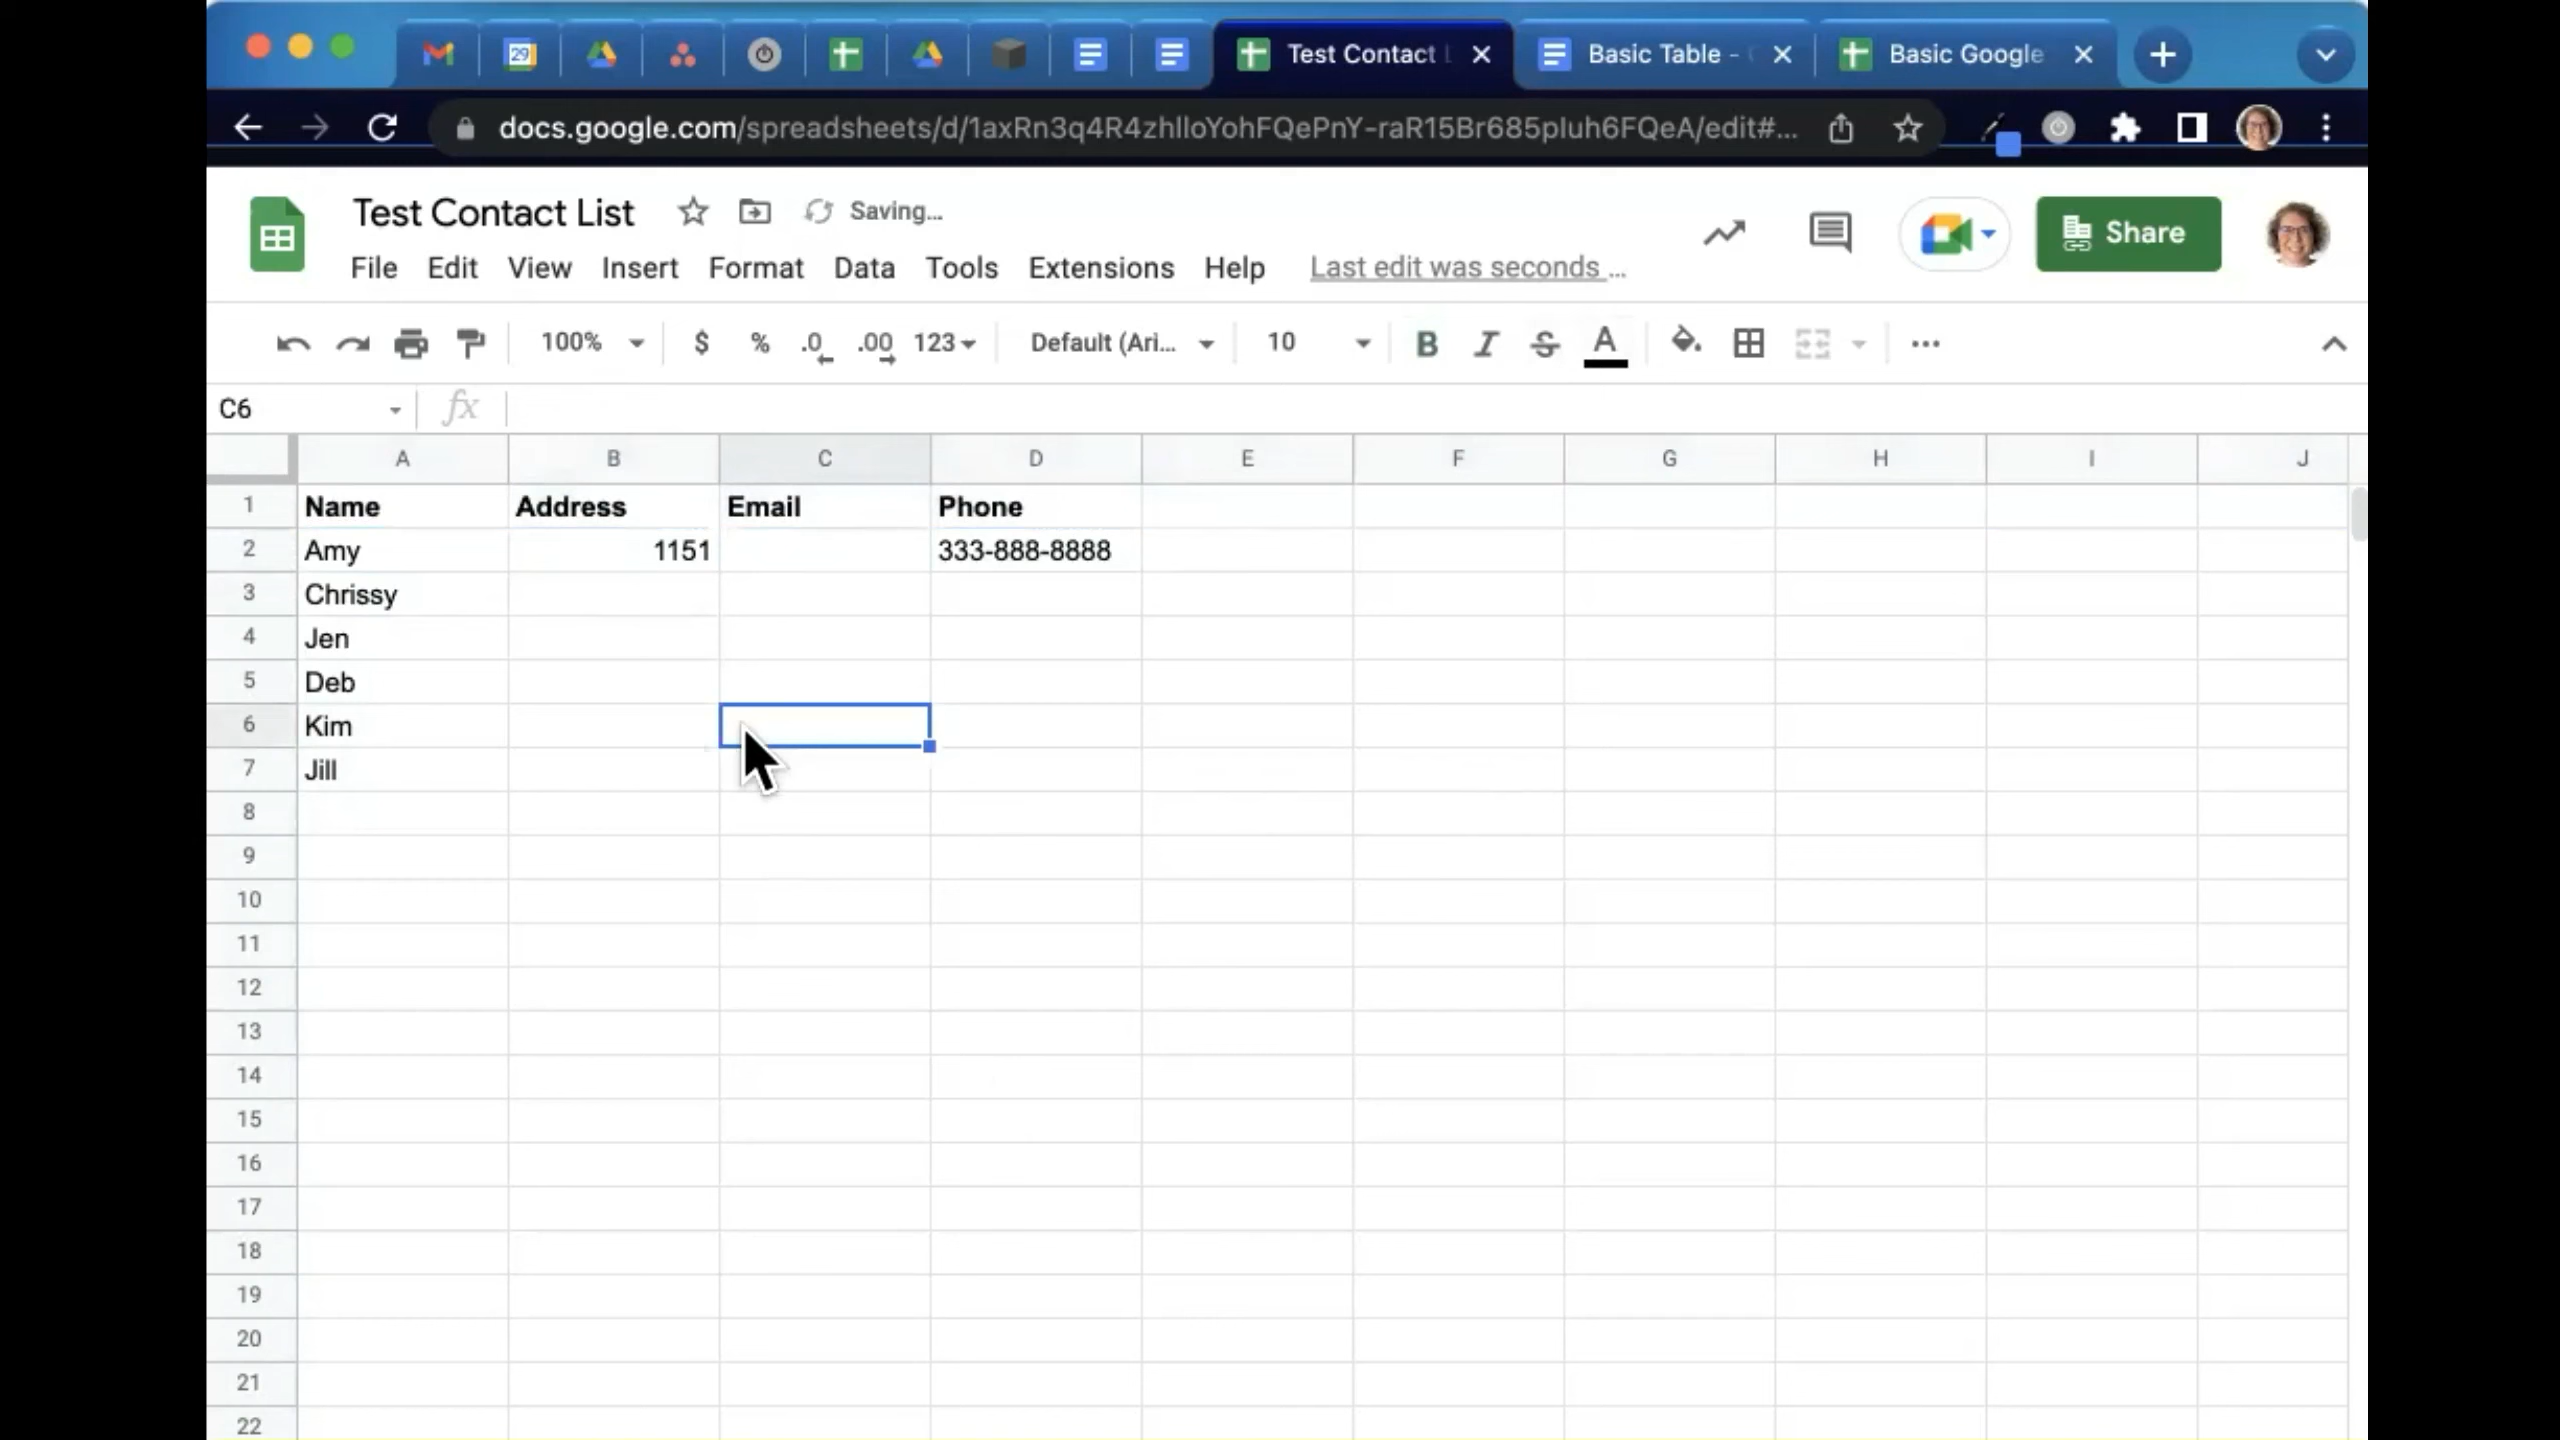 29
Test Contact L
Basic Table - G
Basic Google
docs.google.com/spreadsheets/d/1axRn3q4R4zhIloYohFQePnY-raR15Br685pIuh6FQeA/edit#...
Test Contact List
Saving...
Share
File Edit View Insert Format Data Tools Extensions Help Last edit was seconds ...
100% $ % .0 .00 123 Default (Ari... 10 B I S A ...
C6 fx
A B C D E F G H I J
1 Name Address Email Phone
2 Amy 1151 333-888-8888
3 Chrissy
4 Jen
5 Deb
6 Kim
7 Jill
8
9
10
11
12
13
14
15
16
17
18
19
20
21
22